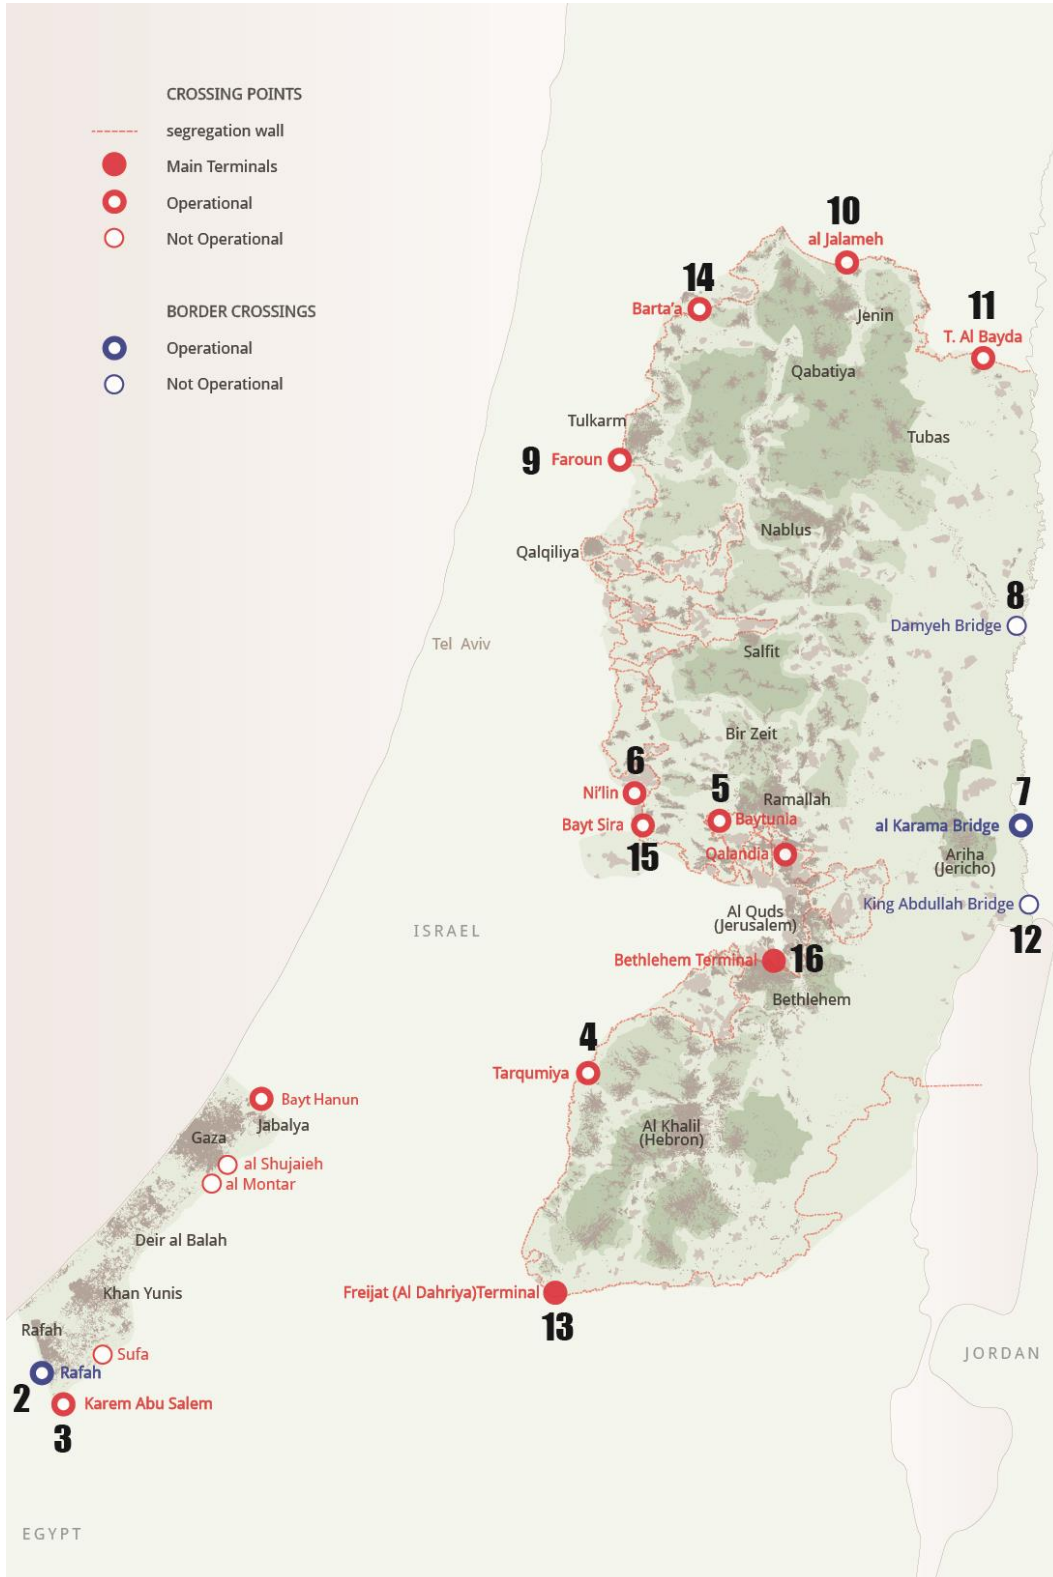 CROSSING POINTS
segregation wall
Main Terminals
Operational
Not Operational
BORDER CROSSINGS
Operational
Not Operational
10
al Jalameh
14
Barta'a
Jenin
11
T. Al Bayda
Qabatiya
Tulkarm
Tubas
9 Faroun
Nablus
Qalqiliya
8
Damyeh Bridge
Tel Aviv
Salfit
Bir Zeit
6
Ni'lin
5
Baytunia
Ramallah
7
al Karama Bridge
Bayt Sira
15
Qalandia
Ariha
(Jericho)
King Abdullah Bridge
12
Al Quds
(Jerusalem)
ISRAEL
Bethlehem Terminal
16
Bethlehem
4
Tarqumiya
Bayt Hanun
Jabalya
Gaza
Al Khalil
(Hebron)
al Shujaieh
al Montar
Deir al Balah
Khan Yunis
Freijat (Al Dahriya)Terminal
13
Rafah
Sufa
Rafah
2
Karem Abu Salem
3
JORDAN
EGYPT